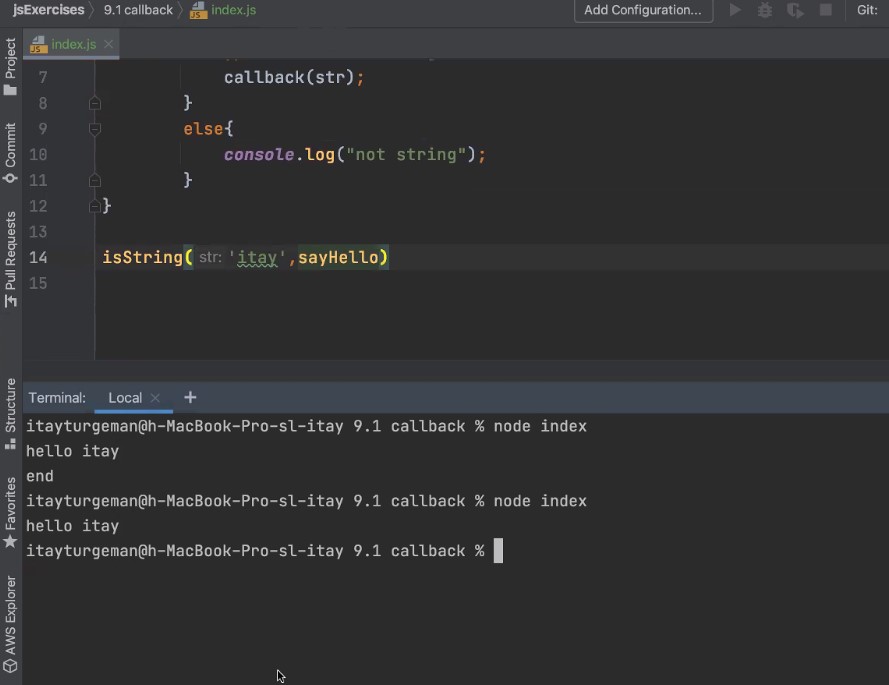 jsExercises 9.1 callback index.js Add Configuration... Git:
index.js
Project
Commit
Pull Requests
Structure
Favorites
AWS Explorer
7 callback(str);
8 }
9 else{
10 console.log("not string");
11 }
12 }
13
14 isString( str: 'itay',sayHello)
15
Terminal: Local +
itayturgeman@h-MacBook-Pro-sl-itay 9.1 callback % node index
hello itay
end
itayturgeman@h-MacBook-Pro-sl-itay 9.1 callback % node index
hello itay
itayturgeman@h-MacBook-Pro-sl-itay 9.1 callback %